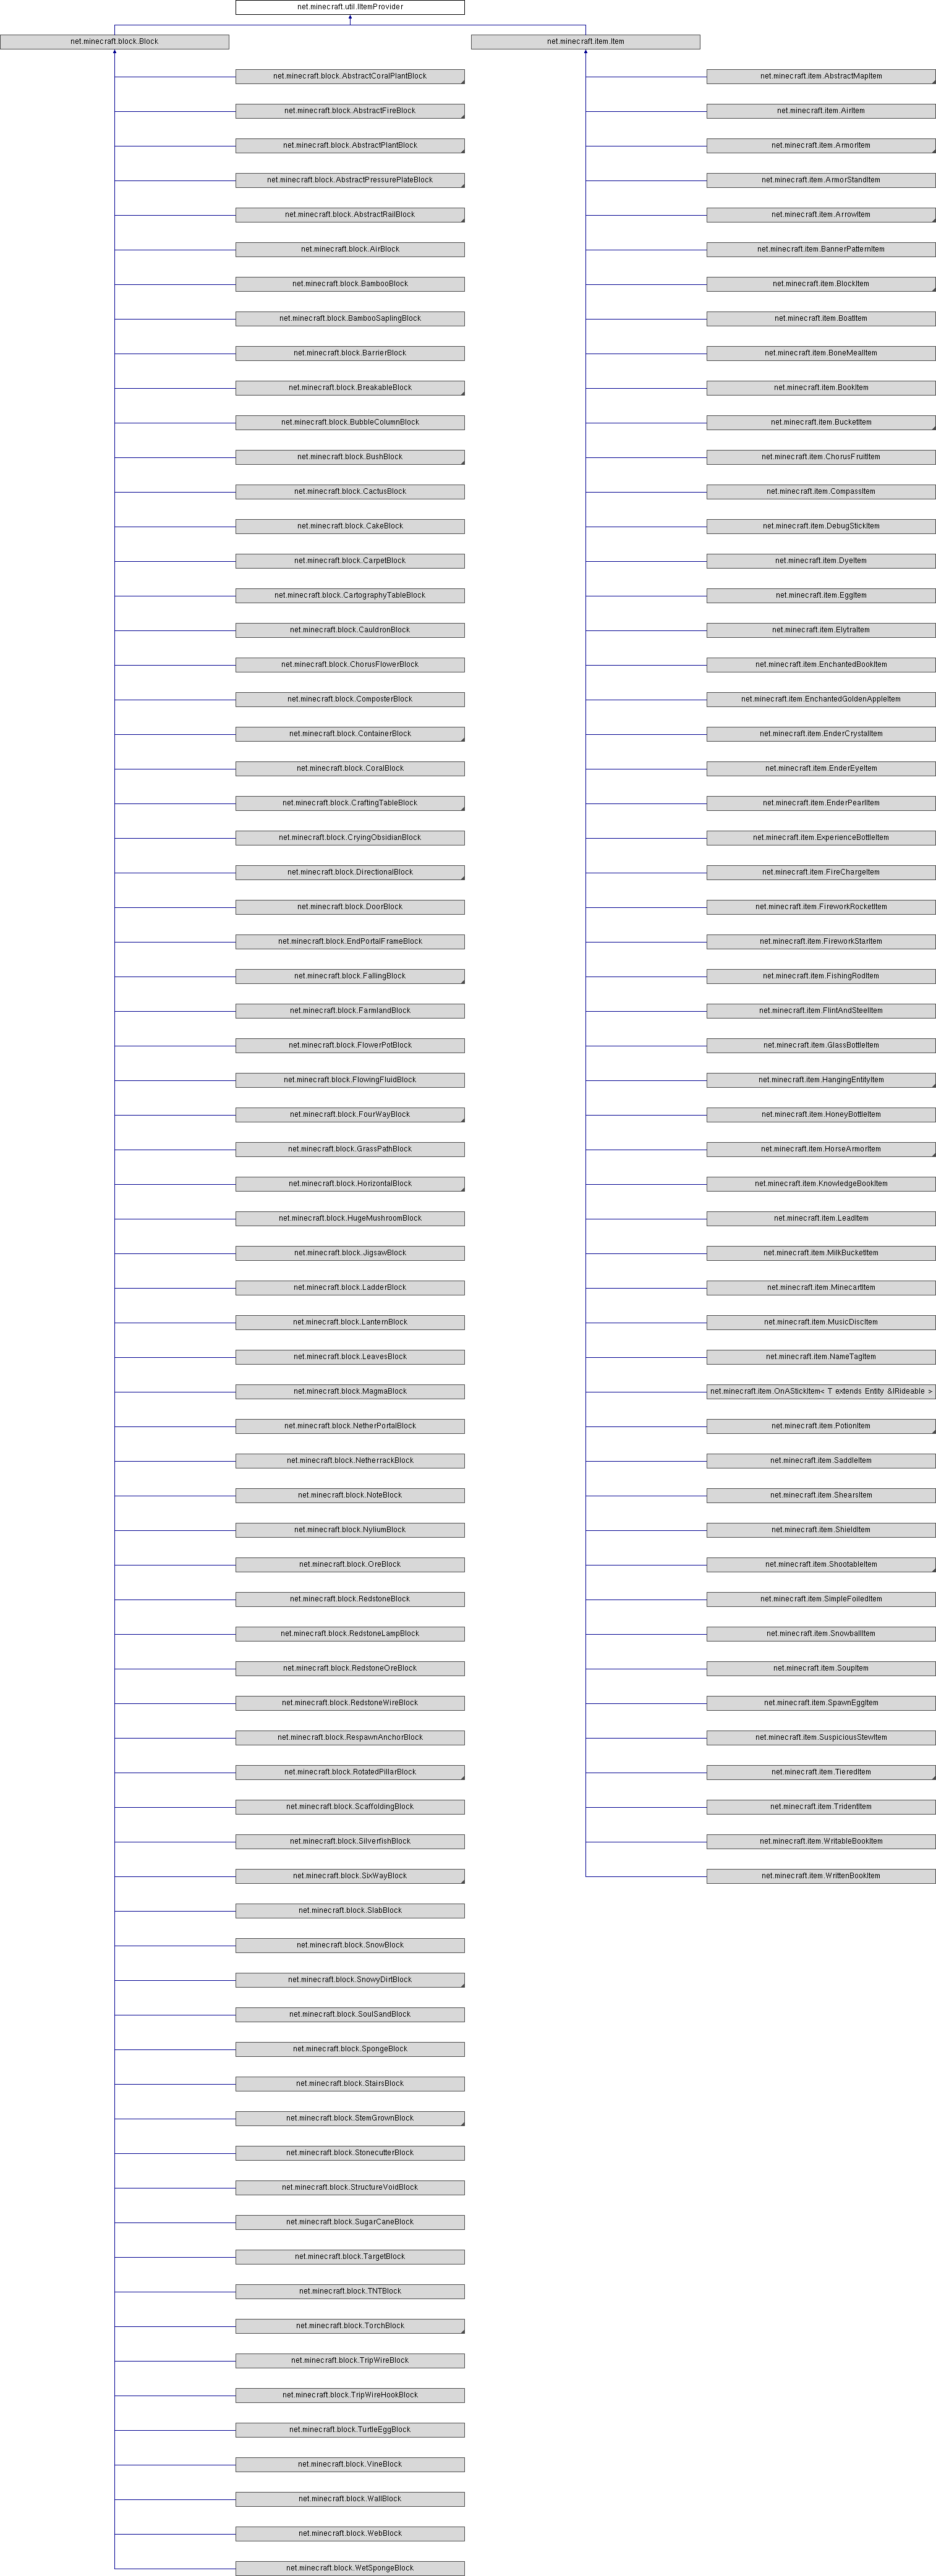 net.minecraft.util.IItemProvider
net.minecraft.block.Block
net.minecraft.item.Item
net.minecraft.block.AbstractCoralPlantBlock
net.minecraft.item.AbstractMapItem
net.minecraft.block.AbstractFireBlock
net.minecraft.item.AirItem
net.minecraft.block.AbstractPlantBlock
net.minecraft.item.ArmorItem
net.minecraft.block.AbstractPressurePlateBlock
net.minecraft.item.ArmorStandItem
net.minecraft.block.AbstractRailBlock
net.minecraft.item.ArrowItem
net.minecraft.block.AirBlock
net.minecraft.item.BannerPatternItem
net.minecraft.block.BambooBlock
net.minecraft.item.BlockItem
net.minecraft.block.BambooSaplingBlock
net.minecraft.item.BoatItem
net.minecraft.block.BarrierBlock
net.minecraft.item.BoneMealItem
net.minecraft.block.BreakableBlock
net.minecraft.item.BookItem
net.minecraft.block.BubbleColumnBlock
net.minecraft.item.BucketItem
net.minecraft.block.BushBlock
net.minecraft.item.ChorusFruitItem
net.minecraft.block.CactusBlock
net.minecraft.item.CompassItem
net.minecraft.block.CakeBlock
net.minecraft.item.DebugStickItem
net.minecraft.block.CarpetBlock
net.minecraft.item.DyeItem
net.minecraft.block.CartographyTableBlock
net.minecraft.item.EggItem
net.minecraft.block.CauldronBlock
net.minecraft.item.ElytraItem
net.minecraft.block.ChorusFlowerBlock
net.minecraft.item.EnchantedBookItem
net.minecraft.block.ComposterBlock
net.minecraft.item.EnchantedGoldenAppleItem
net.minecraft.block.ContainerBlock
net.minecraft.item.EnderCrystalItem
net.minecraft.block.CoralBlock
net.minecraft.item.EnderEyeItem
net.minecraft.block.CraftingTableBlock
net.minecraft.item.EnderPearlItem
net.minecraft.block.CryingObsidianBlock
net.minecraft.item.ExperienceBottleItem
net.minecraft.block.DirectionalBlock
net.minecraft.item.FireChargeItem
net.minecraft.block.DoorBlock
net.minecraft.item.FireworkRocketItem
net.minecraft.block.EndPortalFrameBlock
net.minecraft.item.FireworkStarItem
net.minecraft.block.FallingBlock
net.minecraft.item.FishingRodItem
net.minecraft.block.FarmlandBlock
net.minecraft.item.FlintAndSteelItem
net.minecraft.block.FlowerPotBlock
net.minecraft.item.GlassBottleItem
net.minecraft.block.FlowingFluidBlock
net.minecraft.item.HangingEntityItem
net.minecraft.block.FourWayBlock
net.minecraft.item.HoneyBottleItem
net.minecraft.block.GrassPathBlock
net.minecraft.item.HorseArmorItem
net.minecraft.block.HorizontalBlock
net.minecraft.item.KnowledgeBookItem
net.minecraft.block.HugeMushroomBlock
net.minecraft.item.LeadItem
net.minecraft.block.JigsawBlock
net.minecraft.item.MilkBucketItem
net.minecraft.block.LadderBlock
net.minecraft.item.MinecartItem
net.minecraft.block.LanternBlock
net.minecraft.item.MusicDiscItem
net.minecraft.block.LeavesBlock
net.minecraft.item.NameTagItem
net.minecraft.block.MagmaBlock
net.minecraft.item.OnAStickItem< T extends Entity &IRideable >
net.minecraft.block.NetherPortalBlock
net.minecraft.item.PotionItem
net.minecraft.block.NetherrackBlock
net.minecraft.item.SaddleItem
net.minecraft.block.NoteBlock
net.minecraft.item.ShearsItem
net.minecraft.block.NyliumBlock
net.minecraft.item.ShieldItem
net.minecraft.block.OreBlock
net.minecraft.item.ShootableItem
net.minecraft.block.RedstoneBlock
net.minecraft.item.SimpleFoiledItem
net.minecraft.block.RedstoneLampBlock
net.minecraft.item.SnowballItem
net.minecraft.block.RedstoneOreBlock
net.minecraft.item.SoupItem
net.minecraft.block.RedstoneWireBlock
net.minecraft.item.SpawnEggItem
net.minecraft.block.RespawnAnchorBlock
net.minecraft.item.SuspiciousStewItem
net.minecraft.block.RotatedPillarBlock
net.minecraft.item.TieredItem
net.minecraft.block.ScaffoldingBlock
net.minecraft.item.TridentItem
net.minecraft.block.SilverfishBlock
net.minecraft.item.WritableBookItem
net.minecraft.block.SixWayBlock
net.minecraft.item.WrittenBookItem
net.minecraft.block.SlabBlock
net.minecraft.block.SnowBlock
net.minecraft.block.SnowyDirtBlock
net.minecraft.block.SoulSandBlock
net.minecraft.block.SpongeBlock
net.minecraft.block.StairsBlock
net.minecraft.block.StemGrownBlock
net.minecraft.block.StonecutterBlock
net.minecraft.block.StructureVoidBlock
net.minecraft.block.SugarCaneBlock
net.minecraft.block.TargetBlock
net.minecraft.block.TNTBlock
net.minecraft.block.TorchBlock
net.minecraft.block.TripWireBlock
net.minecraft.block.TripWireHookBlock
net.minecraft.block.TurtleEggBlock
net.minecraft.block.VineBlock
net.minecraft.block.WallBlock
net.minecraft.block.WebBlock
net.minecraft.block.WetSpongeBlock